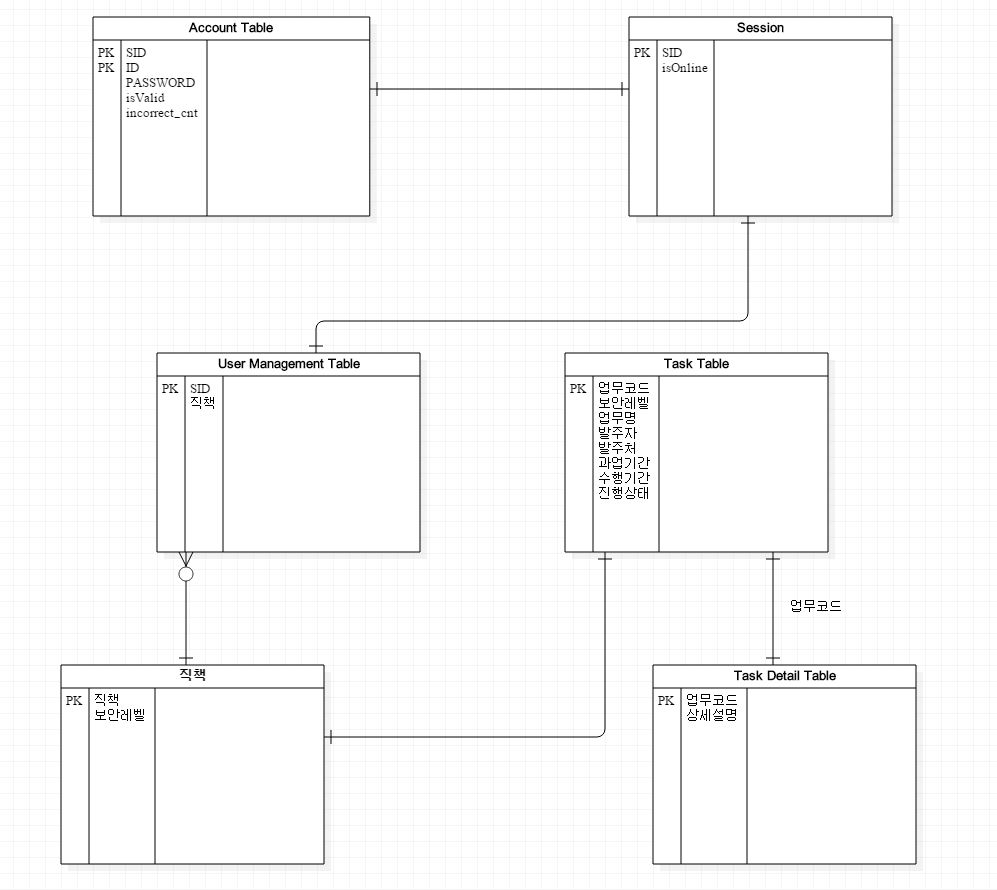 Account Table
PK SID
PK ID
PASSWORD
isValid
incorrect_cnt
Session
PK SID
isOnline
User Management Table
PK SID
직책
Task Table
PK 업무코드
보안레벨
업무명
발주자
발주처
과업기간
수행기간
진행상태
업무코드
직책
PK 직책
보안레벨
Task Detail Table
PK 업무코드
상세설명